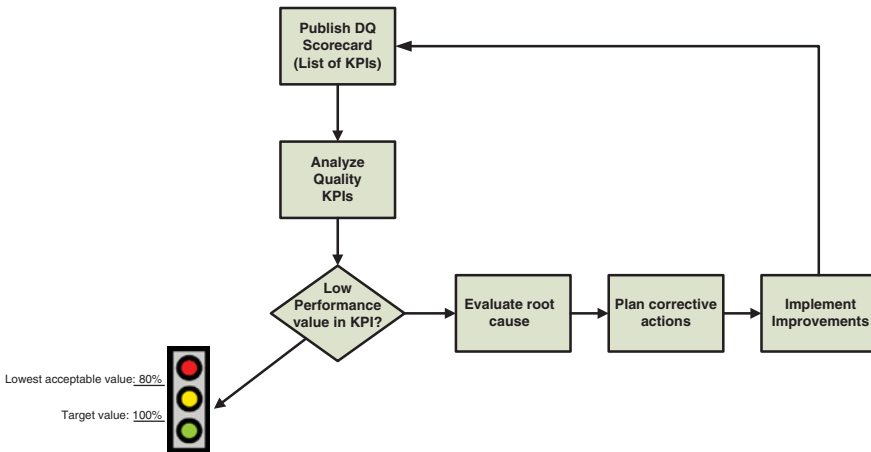 Publish DQ
Scorecard
(List of KPIs)
Analyze
Quality
KPIs
Low
Performance
value in KPI?
Evaluate root
cause
Plan corrective
actions
Implement
Improvements
Lowest acceptable value: 80%
Target value: 100%